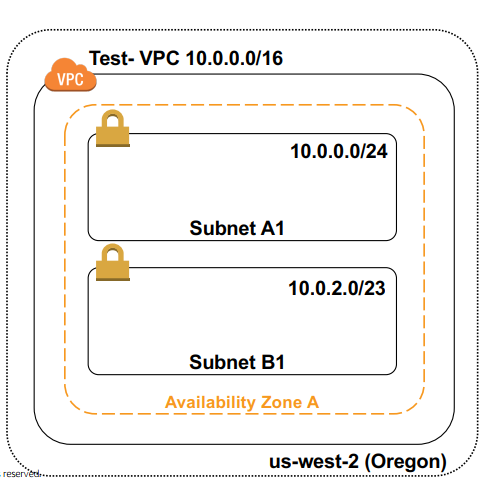 Test- VPC 10.0.0.0/16
VPC
10.0.0.0/24
Subnet A1
10.0.2.0/23
Subnet B1
Availability Zone A
us-west-2 (Oregon)
reserved.